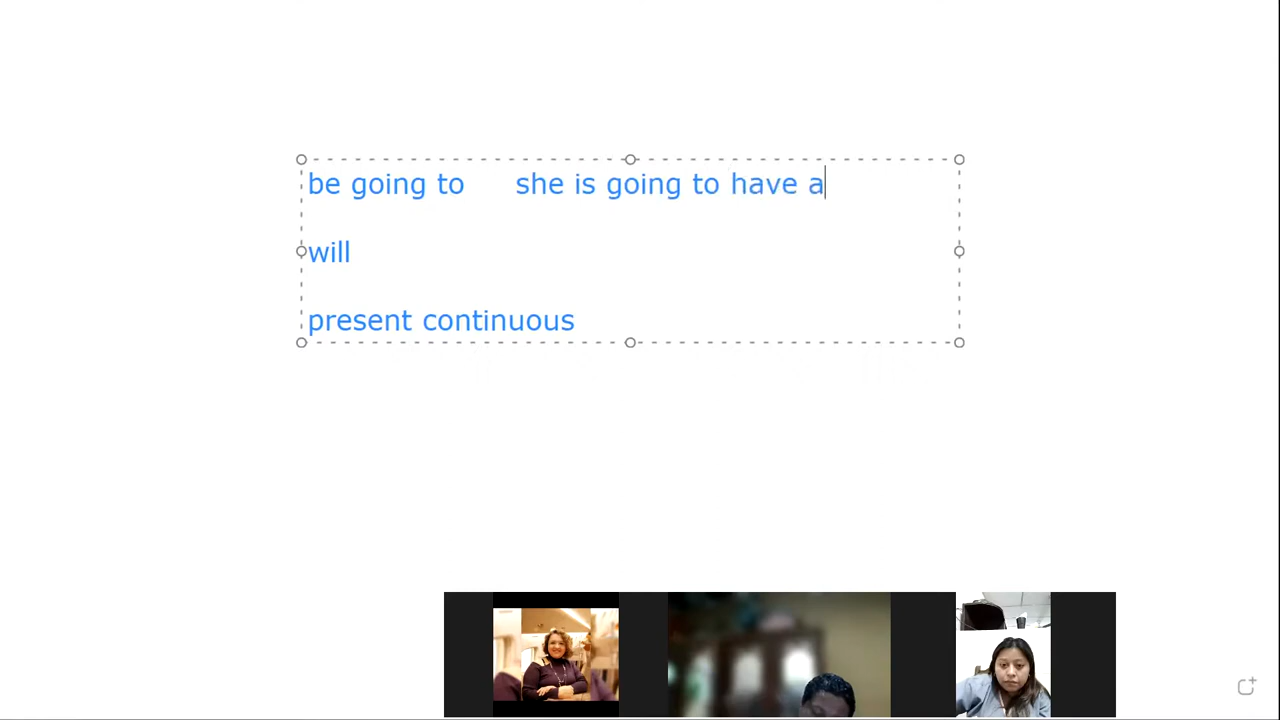 be going to she is going to have a
will
present continuous